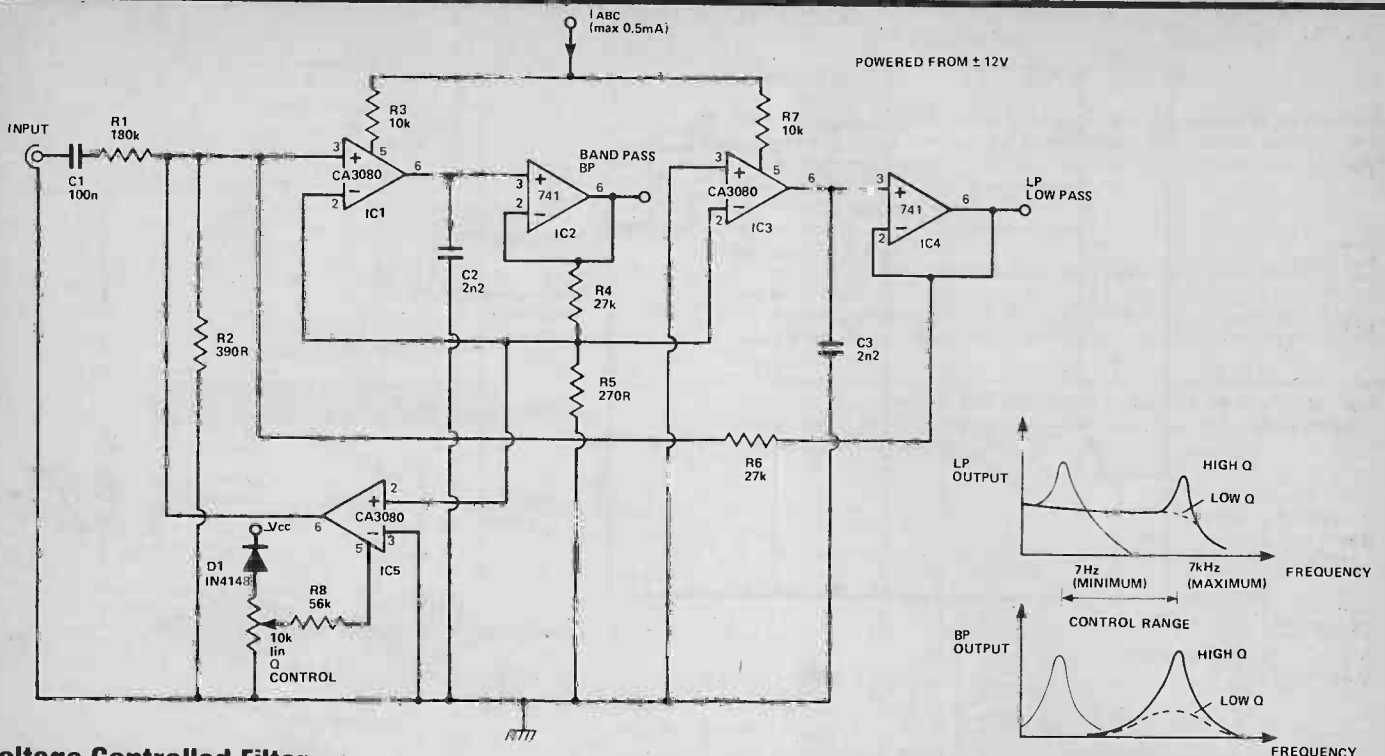 I ABC
(max 0.5mA)
POWERED FROM ± 12V
INPUT
C1
100n
R1
180k
R2
390R
R3
10k
3
+
5
CA3080
6
–
2
IC1
C2
2n2
3
+
741
6
–
2
IC2
BAND PASS
BP
R4
27k
R5
270R
R7
10k
3
+
5
CA3080
6
–
2
IC3
C3
2n2
3
+
741
6
–
2
IC4
LP
LOW PASS
R6
27k
2
+
CA3080
6
–
3
5
IC5
–Vcc
D1
IN4148
R8
56k
10k
lin
Q
CONTROL
LP
OUTPUT
HIGH Q
LOW Q
7Hz
(MINIMUM)
7kHz
(MAXIMUM)
FREQUENCY
CONTROL RANGE
BP
OUTPUT
HIGH Q
LOW Q
FREQUENCY
oltage Controlled Filter